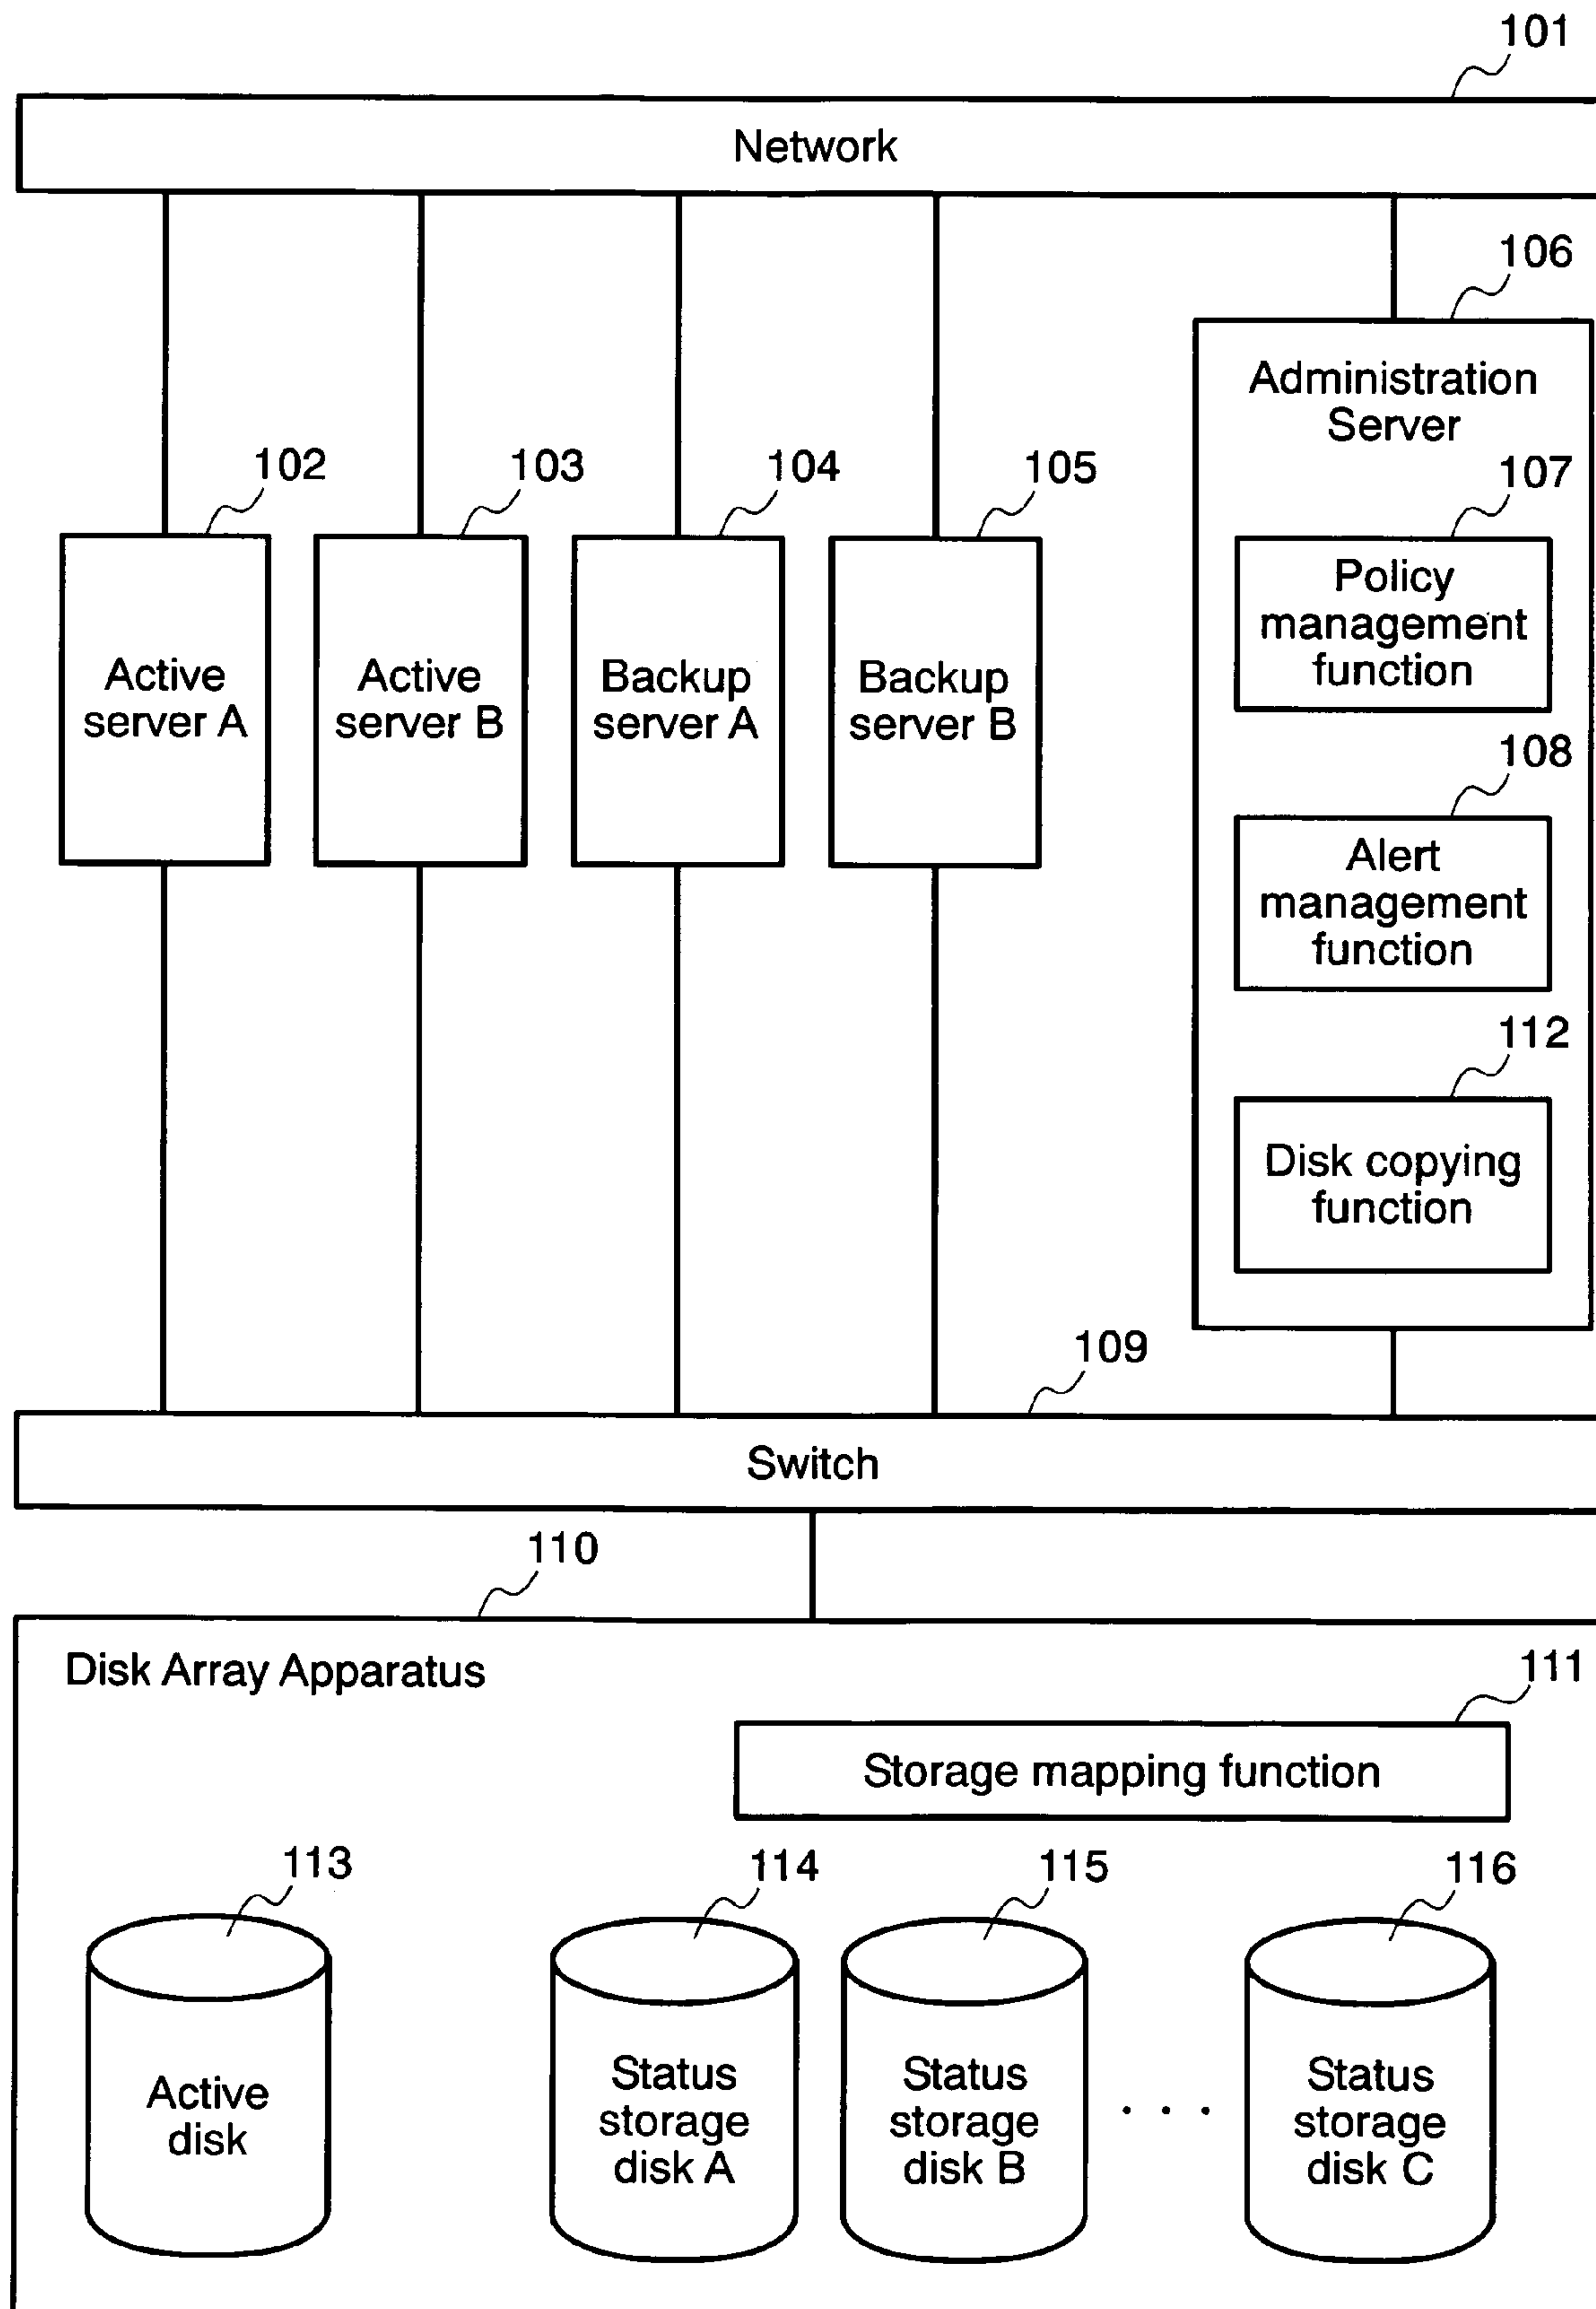 101
Network
106
Administration
Server
102
103
104
105
107
Policy
management
function
Active
server A
Active
server B
Backup
server A
Backup
server B
108
Alert
management
function
112
Disk copying
function
109
Switch
110
Disk Array Apparatus
111
Storage mapping function
113
114
115
116
Active
disk
Status
storage
disk A
Status
storage
disk B
. . .
Status
storage
disk C